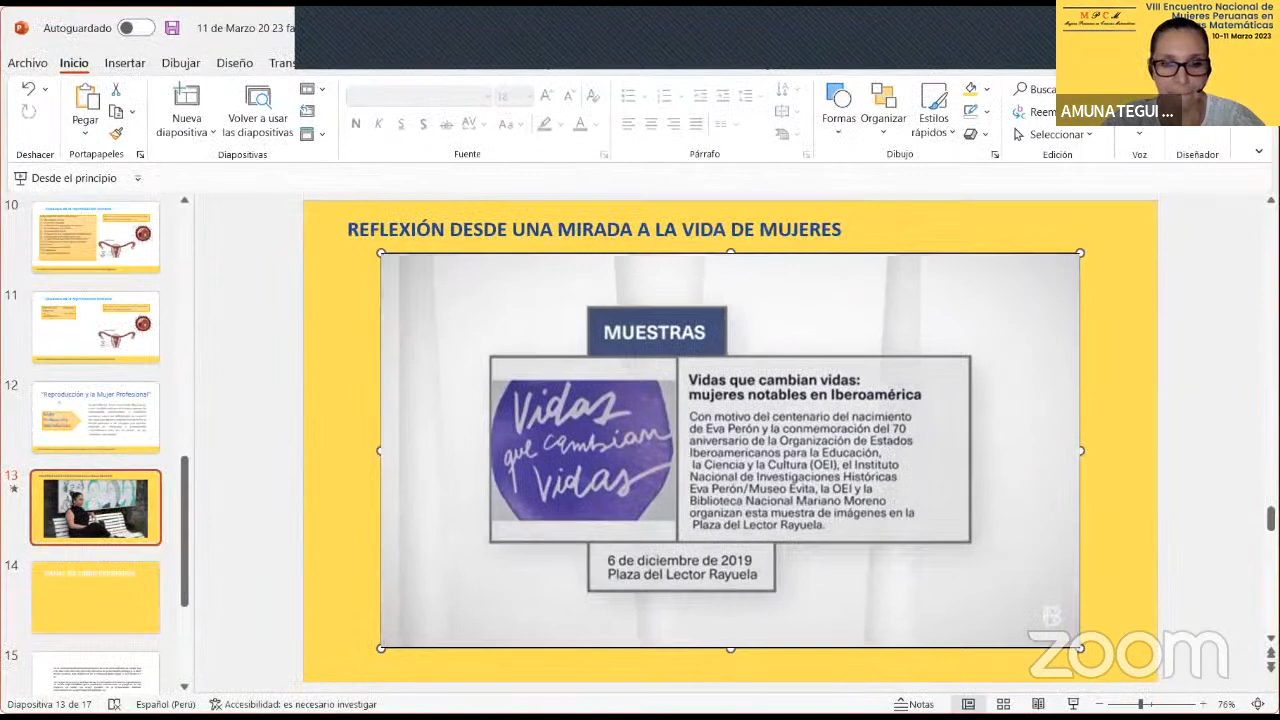 Autoguardado
11 de Marzo 20 23 fa
VIII Encuentro Nacional de
Mujeres Peruanas en
Matemáticas
10-11 Marzo 2023
M P C M
AMUNATEGUI ...
Archivo
Inicio
Insertar
Dibujar
Diseño
Trans
Pegar
Nueva
diapositiva
Volver a usar
las diapositivas
18
Formas
Organizar
Estilos
rápidos
Busca
Reem
Seleccionar
Deshacer
Portapapeles
Diapositivas
Fuente
Párrafo
Dibujo
Edición
Voz
Diseñador
Desde el principio
10
11
12
"Reproducción y la Mujer Profesional"
13
14
15
REFLEXIÓN DESDE UNA MIRADA A LA VIDA DE MUJERES
MUESTRAS
Vidas
que cambian
vidas
Vidas que cambian vidas:
mujeres notables en Iberoamérica
Con motivo del centenario del nacimiento
de Eva Perón y la conmemoración del 70
aniversario de la Organización de Estados
Iberoamericanos para la Educación,
la Ciencia y la Cultura (OEI), el Instituto
Nacional de Investigaciones Históricas
Eva Perón/Museo Evita, la OEI y la
Biblioteca Nacional Mariano Moreno
organizan esta muestra de imágenes en la
Plaza del Lector Rayuela.
6 de diciembre de 2019
Plaza del Lector Rayuela
zoom
Diapositiva 13 de 17
Español (Perú)
Accesibilidad: es necesario investigar
Notas
76%